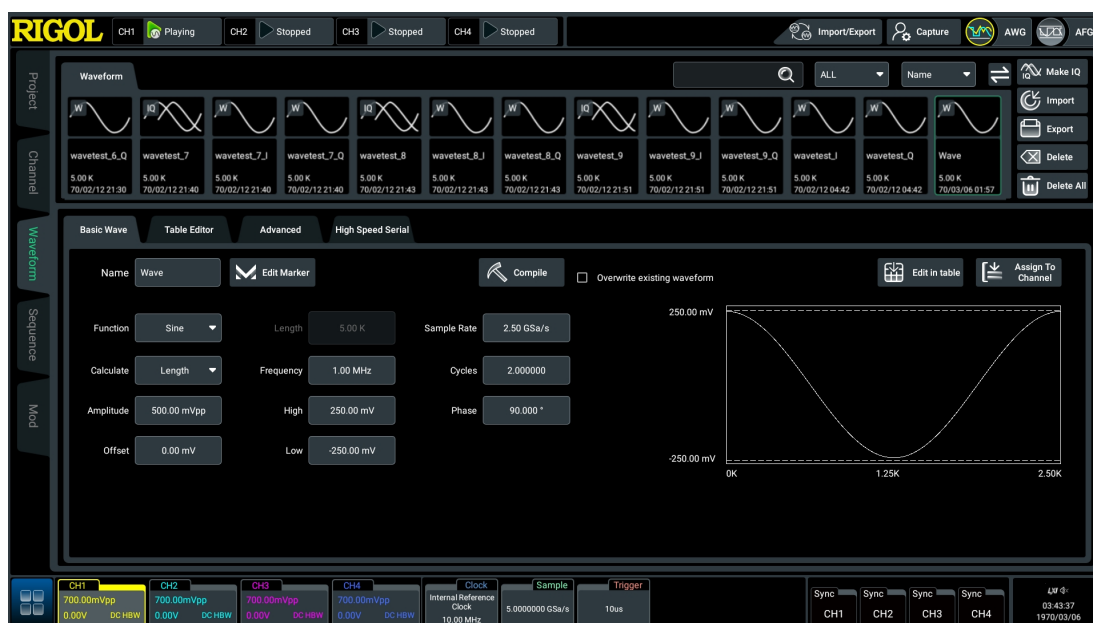 RIGOL CH1 Playing CH2 Stopped CH3 Stopped CH4 Stopped Import/Export Capture AWG AFG
Project
Channel
Waveform
Sequence
Mod
Waveform ALL Name Make IQ
Import
Export
Delete
Delete All
W IQ W W IQ W W W W W W W W
wavetest_6_Q wavetest_7 wavetest_7_I wavetest_7_Q wavetest_8 wavetest_8_I wavetest_8_Q wavetest_9 wavetest_9_I wavetest_9_Q wavetest_I wavetest_Q Wave
5.00 K 5.00 K 5.00 K 5.00 K 5.00 K 5.00 K 5.00 K 5.00 K 5.00 K 5.00 K 5.00 K 5.00 K 5.00 K
70/02/12 21:30 70/02/12 21:40 70/02/12 21:40 70/02/12 21:40 70/02/12 21:43 70/02/12 21:43 70/02/12 21:43 70/02/12 21:51 70/02/12 21:51 70/02/12 21:51 70/02/12 04:42 70/02/12 04:42 70/03/06 01:57
Basic Wave Table Editor Advanced High Speed Serial
Name Wave Edit Marker Compile Overwrite existing waveform Edit in table Assign To
Channel
Function Sine Length 5.00 K Sample Rate 2.50 GSa/s
Calculate Length Frequency 1.00 MHz Cycles 2.000000
Amplitude 500.00 mVpp High 250.00 mV Phase 90.000 °
Offset 0.00 mV Low -250.00 mV
250.00 mV
-250.00 mV
0K 1.25K 2.50K
CH1 CH2 CH3 CH4 Clock Sample Trigger
700.00mVpp 700.00mVpp 700.00mVpp 700.00mVpp Internal Reference
Clock
10.00 MHz
5.0000000 GSa/s 10us
0.00V DC HBW 0.00V DC HBW 0.00V DC HBW 0.00V DC HBW
Sync Sync Sync Sync
CH1 CH2 CH3 CH4
03:43:37
1970/03/06